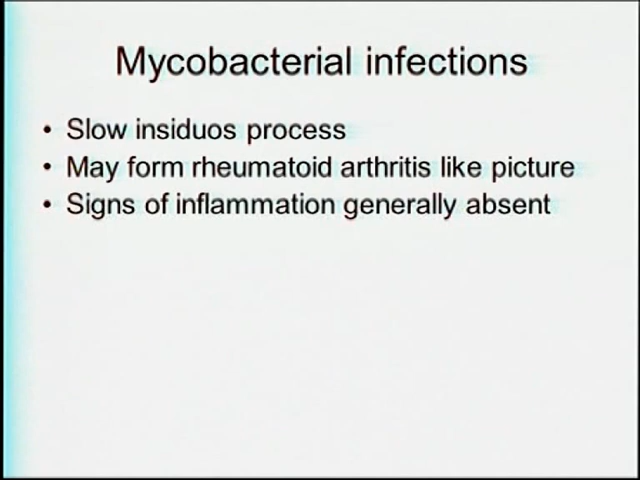 Mycobacterial infections
• Slow insiduos process
• May form rheumatoid arthritis like picture
• Signs of inflammation generally absent